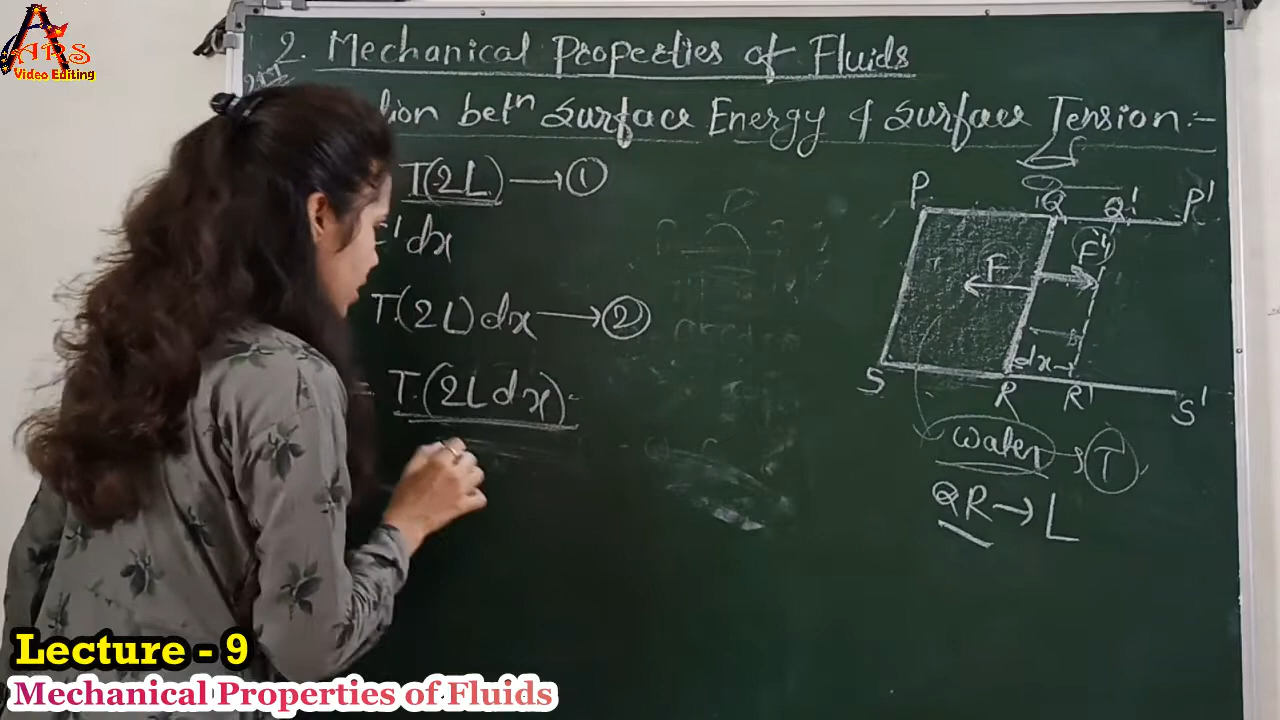 ARS
Video Editing
2. Mechanical Properties of Fluids
betⁿ Surface Energy & Surface Tension :-
T(2L) → ①
dx
T.(2L) dx → ②
T.(2L dx)
P Q Q' P'
F F'
dx
S R R' S'
water → T
QR → L
Lecture - 9
Mechanical Properties of Fluids